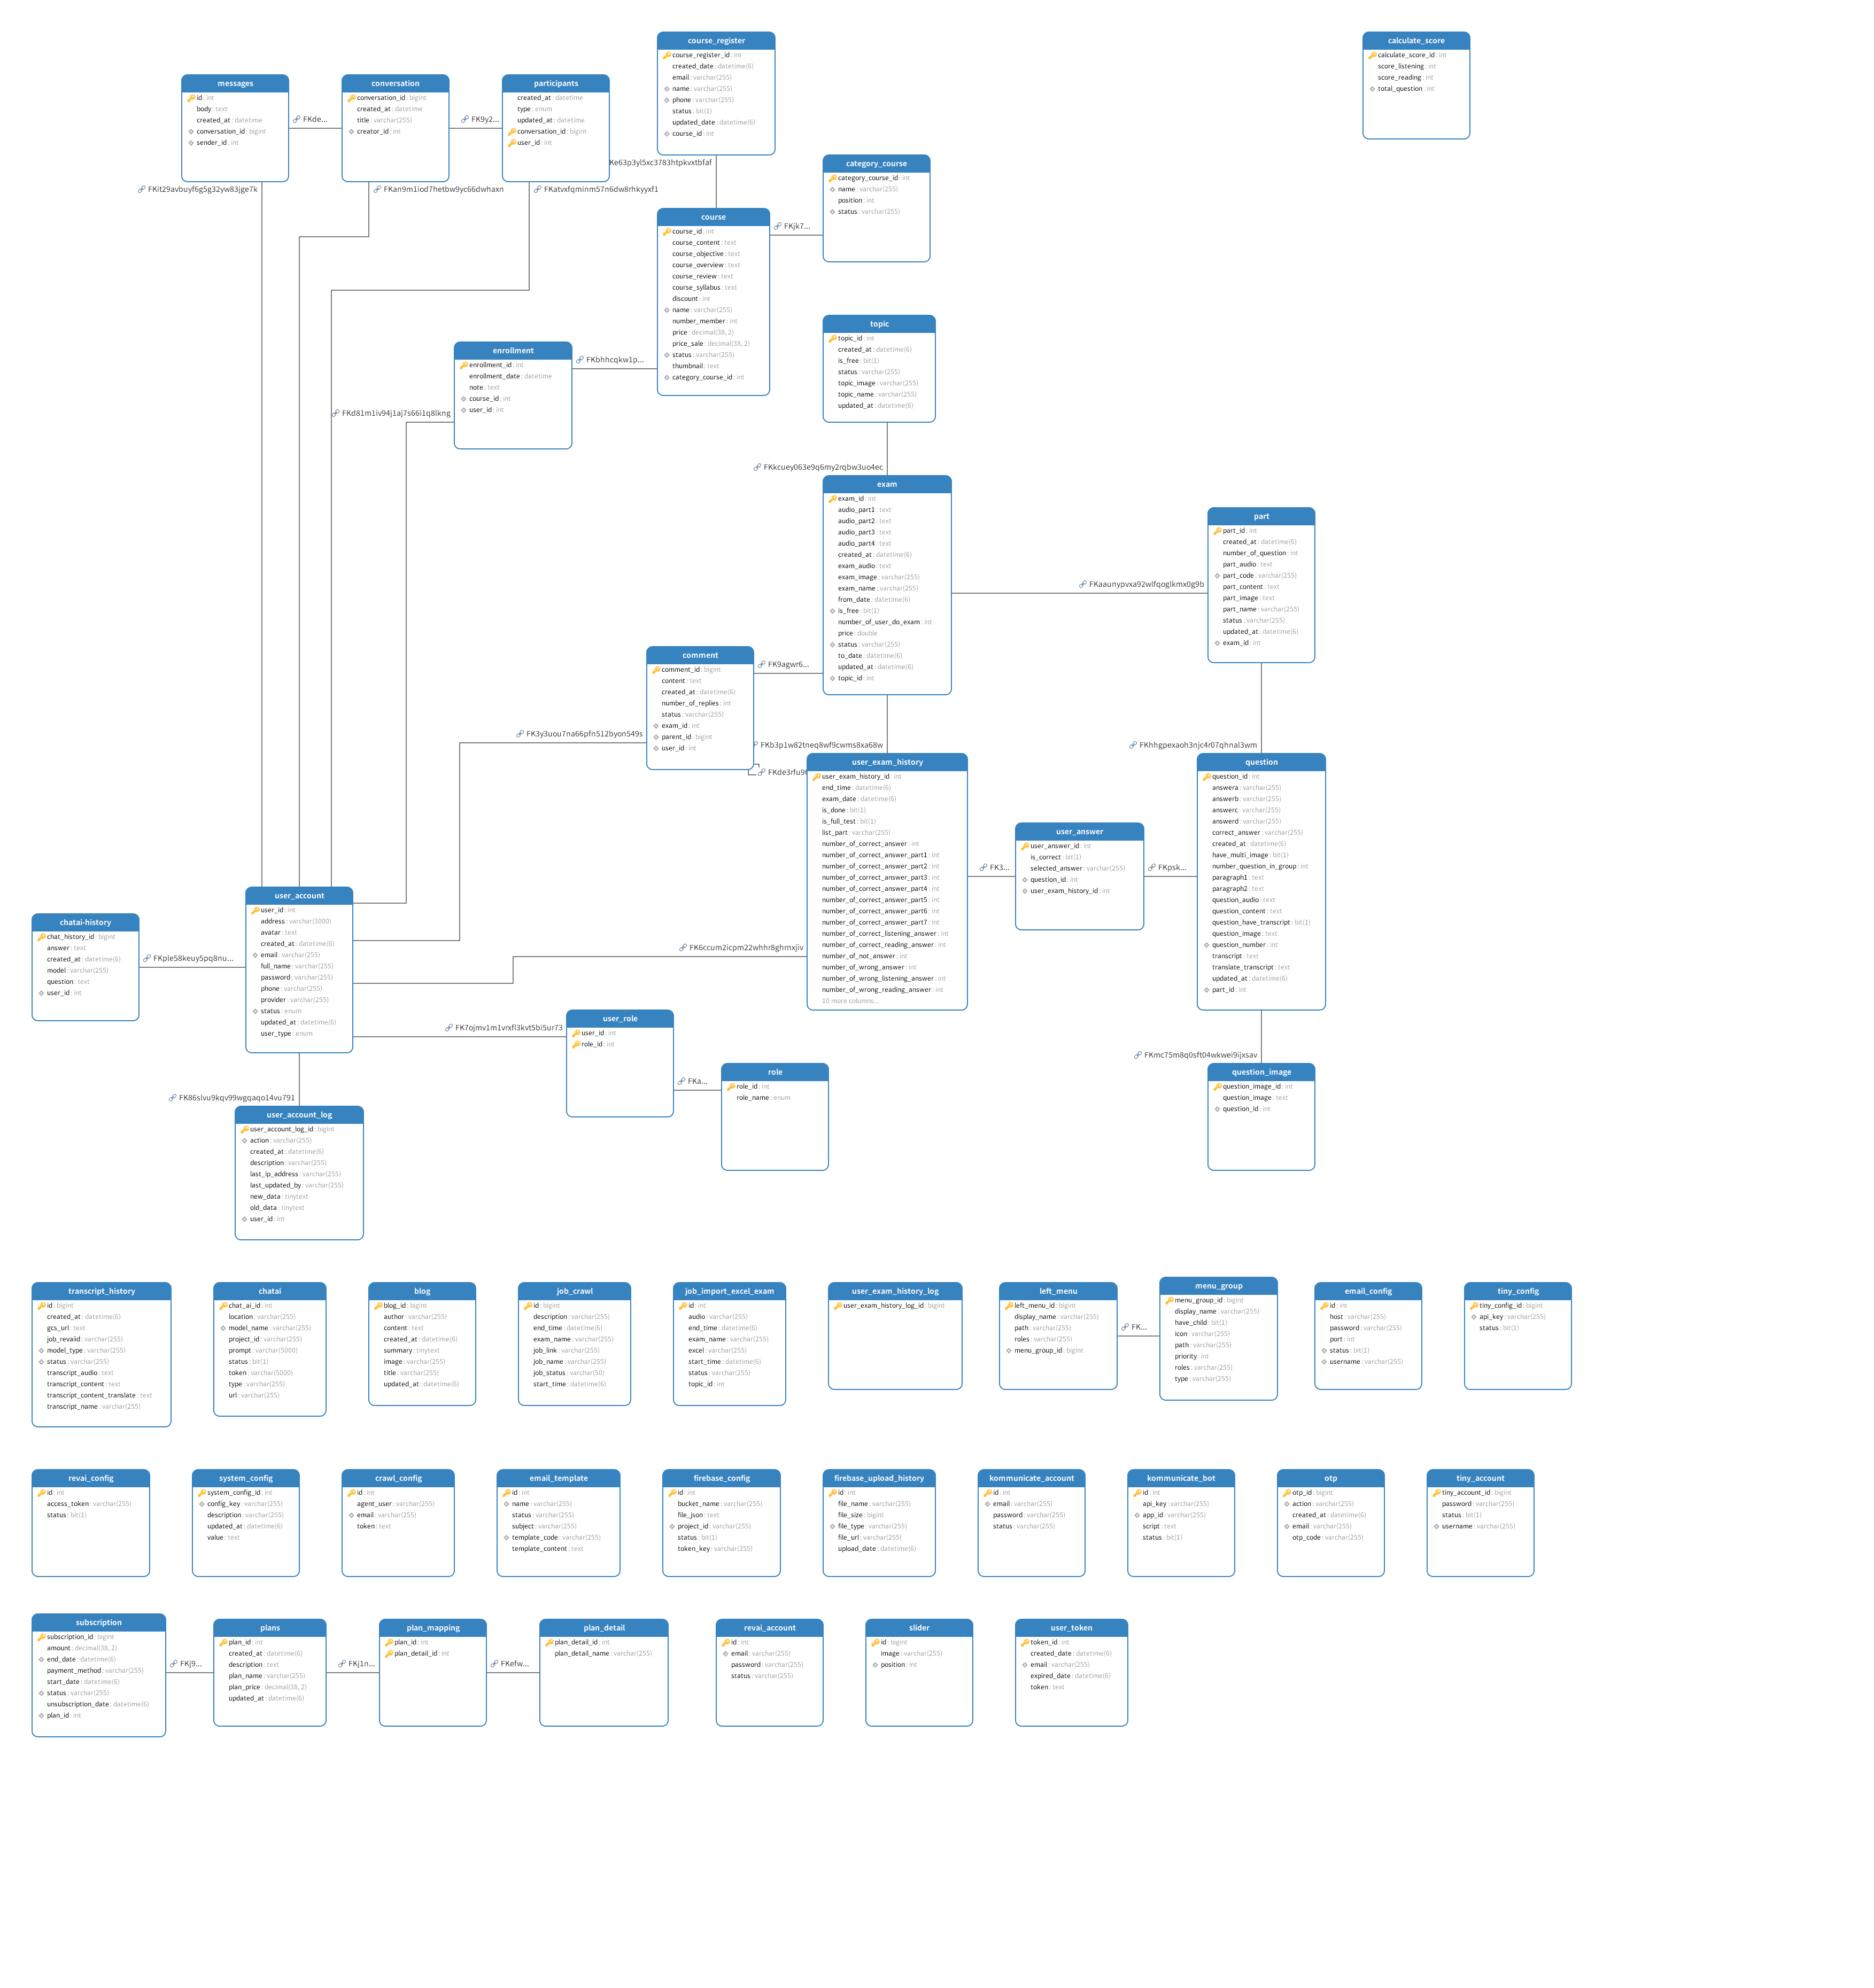 course_register
course_register_id: int
created_date: datetime(6)
email: varchar(255)
name: varchar(255)
phone: varchar(255)
status: bit(1)
updated_date: datetime(6)
course_id: int
calculate_score
calculate_score_id: int
score_listening: int
score_reading: int
total_question: int
messages
id: int
body: text
created_at: datetime
conversation_id: bigint
sender_id: int
FKde...
conversation
conversation_id: bigint
created_at: datetime
title: varchar(255)
creator_id: int
FK9y2...
participants
created_at: datetime
type: enum
updated_at: datetime
conversation_id: bigint
user_id: int
Ke63p3yl5xc3783htpkvxtbfaf
FKit29avbuyf6g5g32yw83jge7k
FKan9m1iod7hetbw9yc66dwhaxn
FKatvxfqminm57n6dw8rhkyyxf1
category_course
category_course_id: int
name: varchar(255)
position: int
status: varchar(255)
course
course_id: int
course_content: text
course_objective: text
course_overview: text
course_review: text
course_syllabus: text
discount: int
name: varchar(255)
number_member: int
price: decimal(38, 2)
price_sale: decimal(38, 2)
status: varchar(255)
thumbnail: text
category_course_id: int
FKjk7...
topic
topic_id: int
created_at: datetime(6)
is_free: bit(1)
status: varchar(255)
topic_image: varchar(255)
topic_name: varchar(255)
updated_at: datetime(6)
enrollment
enrollment_id: int
enrollment_date: datetime
note: text
course_id: int
user_id: int
FKbhhcqkw1p...
FKd81m1iv94j1aj7s66i1q8lkng
FKkcuey063e9q6my2rqbw3uo4ec
exam
exam_id: int
audio_part1: text
audio_part2: text
audio_part3: text
audio_part4: text
created_at: datetime(6)
exam_audio: text
exam_image: varchar(255)
exam_name: varchar(255)
from_date: datetime(6)
is_free: bit(1)
number_of_user_do_exam: int
price: double
status: varchar(255)
to_date: datetime(6)
updated_at: datetime(6)
topic_id: int
FKaaunypvxa92wlfqoglkmx0g9b
part
part_id: int
created_at: datetime(6)
number_of_question: int
part_audio: text
part_code: varchar(255)
part_content: text
part_image: text
part_name: varchar(255)
status: varchar(255)
updated_at: datetime(6)
exam_id: int
comment
comment_id: bigint
content: text
created_at: datetime(6)
number_of_replies: int
status: varchar(255)
exam_id: int
parent_id: bigint
user_id: int
FK9agwr6...
FK3y3uou7na66pfn512byon549s
FKb3p1w82tneq8wf9cwms8xa68w
FKde3rfu96
FKhhgpexaoh3njc4r07qhnal3wm
user_exam_history
user_exam_history_id: int
end_time: datetime(6)
exam_date: datetime(6)
is_done: bit(1)
is_full_test: bit(1)
list_part: varchar(255)
number_of_correct_answer: int
number_of_correct_answer_part1: int
number_of_correct_answer_part2: int
number_of_correct_answer_part3: int
number_of_correct_answer_part4: int
number_of_correct_answer_part5: int
number_of_correct_answer_part6: int
number_of_correct_answer_part7: int
number_of_correct_listening_answer: int
number_of_correct_reading_answer: int
number_of_not_answer: int
number_of_wrong_answer: int
number_of_wrong_listening_answer: int
number_of_wrong_reading_answer: int
10 more columns...
FK3...
user_answer
user_answer_id: int
is_correct: bit(1)
selected_answer: varchar(255)
question_id: int
user_exam_history_id: int
FKpsk...
question
question_id: int
answera: varchar(255)
answerb: varchar(255)
answerc: varchar(255)
answerd: varchar(255)
correct_answer: varchar(255)
created_at: datetime(6)
have_multi_image: bit(1)
number_question_in_group: int
paragraph1: text
paragraph2: text
question_audio: text
question_content: text
question_have_transcript: bit(1)
question_image: text
question_number: int
transcript: text
translate_transcript: text
updated_at: datetime(6)
part_id: int
chatai-history
chat_history_id: bigint
answer: text
created_at: datetime(6)
model: varchar(255)
question: text
user_id: int
FKple58keuy5pq8nu...
user_account
user_id: int
address: varchar(3000)
avatar: text
created_at: datetime(6)
email: varchar(255)
full_name: varchar(255)
password: varchar(255)
phone: varchar(255)
provider: varchar(255)
status: enum
updated_at: datetime(6)
user_type: enum
FK6ccum2icpm22whhr8ghrnxjiv
FK7ojmv1m1vrxfl3kvt5bi5ur73
user_role
user_id: int
role_id: int
FKa...
role
role_id: int
role_name: enum
FKmc75m8q0sft04wkwei9ijxsav
question_image
question_image_id: int
question_image: text
question_id: int
FK86slvu9kqv99wgqaqo14vu791
user_account_log
user_account_log_id: bigint
action: varchar(255)
created_at: datetime(6)
description: varchar(255)
last_ip_address: varchar(255)
last_updated_by: varchar(255)
new_data: tinytext
old_data: tinytext
user_id: int
transcript_history
id: bigint
created_at: datetime(6)
gcs_url: text
job_revaiid: varchar(255)
model_type: varchar(255)
status: varchar(255)
transcript_audio: text
transcript_content: text
transcript_content_translate: text
transcript_name: varchar(255)
chatai
chat_ai_id: int
location: varchar(255)
model_name: varchar(255)
project_id: varchar(255)
prompt: varchar(5000)
status: bit(1)
token: varchar(5000)
type: varchar(255)
url: varchar(255)
blog
blog_id: bigint
author: varchar(255)
content: text
created_at: datetime(6)
summary: tinytext
image: varchar(255)
title: varchar(255)
updated_at: datetime(6)
job_crawl
id: bigint
description: varchar(255)
end_time: datetime(6)
exam_name: varchar(255)
job_link: varchar(255)
job_name: varchar(255)
job_status: varchar(50)
start_time: datetime(6)
job_import_excel_exam
id: int
audio: varchar(255)
end_time: datetime(6)
exam_name: varchar(255)
excel: varchar(255)
start_time: datetime(6)
status: varchar(255)
topic_id: int
user_exam_history_log
user_exam_history_log_id: bigint
left_menu
left_menu_id: bigint
display_name: varchar(255)
path: varchar(255)
roles: varchar(255)
menu_group_id: bigint
FK...
menu_group
menu_group_id: bigint
display_name: varchar(255)
have_child: bit(1)
icon: varchar(255)
path: varchar(255)
priority: int
roles: varchar(255)
type: varchar(255)
email_config
id: int
host: varchar(255)
password: varchar(255)
port: int
status: bit(1)
username: varchar(255)
tiny_config
tiny_config_id: bigint
api_key: varchar(255)
status: bit(1)
revai_config
id: int
access_token: varchar(255)
status: bit(1)
system_config
system_config_id: int
config_key: varchar(255)
description: varchar(255)
updated_at: datetime(6)
value: text
crawl_config
id: int
agent_user: varchar(255)
email: varchar(255)
token: text
email_template
id: int
name: varchar(255)
status: varchar(255)
subject: varchar(255)
template_code: varchar(255)
template_content: text
firebase_config
id: int
bucket_name: varchar(255)
file_json: text
project_id: varchar(255)
status: bit(1)
token_key: varchar(255)
firebase_upload_history
id: int
file_name: varchar(255)
file_size: bigint
file_type: varchar(255)
file_url: varchar(255)
upload_date: datetime(6)
kommunicate_account
id: int
email: varchar(255)
password: varchar(255)
status: varchar(255)
kommunicate_bot
id: int
api_key: varchar(255)
app_id: varchar(255)
script: text
status: bit(1)
otp
otp_id: bigint
action: varchar(255)
created_at: datetime(6)
email: varchar(255)
otp_code: varchar(255)
tiny_account
tiny_account_id: bigint
password: varchar(255)
status: bit(1)
username: varchar(255)
subscription
subscription_id: bigint
amount: decimal(38, 2)
end_date: datetime(6)
payment_method: varchar(255)
start_date: datetime(6)
status: varchar(255)
unsubscription_date: datetime(6)
plan_id: int
FKj9...
plans
plan_id: int
created_at: datetime(6)
description: text
plan_name: varchar(255)
plan_price: decimal(38, 2)
updated_at: datetime(6)
FKj1n...
plan_mapping
plan_id: int
plan_detail_id: int
FKefw...
plan_detail
plan_detail_id: int
plan_detail_name: varchar(255)
revai_account
id: int
email: varchar(255)
password: varchar(255)
status: varchar(255)
slider
id: bigint
image: varchar(255)
position: int
user_token
token_id: int
created_date: datetime(6)
email: varchar(255)
expired_date: datetime(6)
token: text